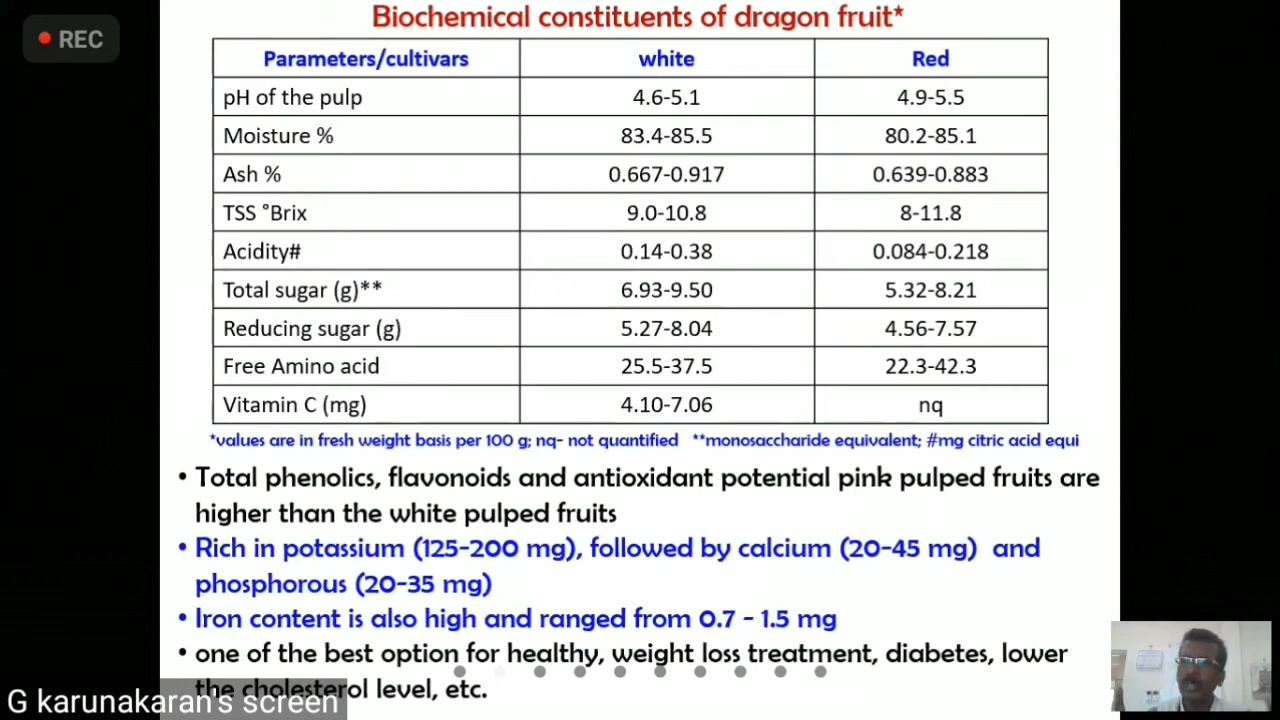 Biochemical constituents of dragon fruit*
REC
Parameters/cultivars white Red
pH of the pulp 4.6-5.1 4.9-5.5
Moisture % 83.4-85.5 80.2-85.1
Ash % 0.667-0.917 0.639-0.883
TSS °Brix 9.0-10.8 8-11.8
Acidity# 0.14-0.38 0.084-0.218
Total sugar (g)** 6.93-9.50 5.32-8.21
Reducing sugar (g) 5.27-8.04 4.56-7.57
Free Amino acid 25.5-37.5 22.3-42.3
Vitamin C (mg) 4.10-7.06 nq
*values are in fresh weight basis per 100 g; nq- not quantified **monosaccharide equivalent; #mg citric acid equi
• Total phenolics, flavonoids and antioxidant potential pink pulped fruits are
higher than the white pulped fruits
• Rich in potassium (125-200 mg), followed by calcium (20-45 mg) and
phosphorous (20-35 mg)
• Iron content is also high and ranged from 0.7 - 1.5 mg
• one of the best option for healthy, weight loss treatment, diabetes, lower
the cholesterol level, etc.
G karunakaran's screen